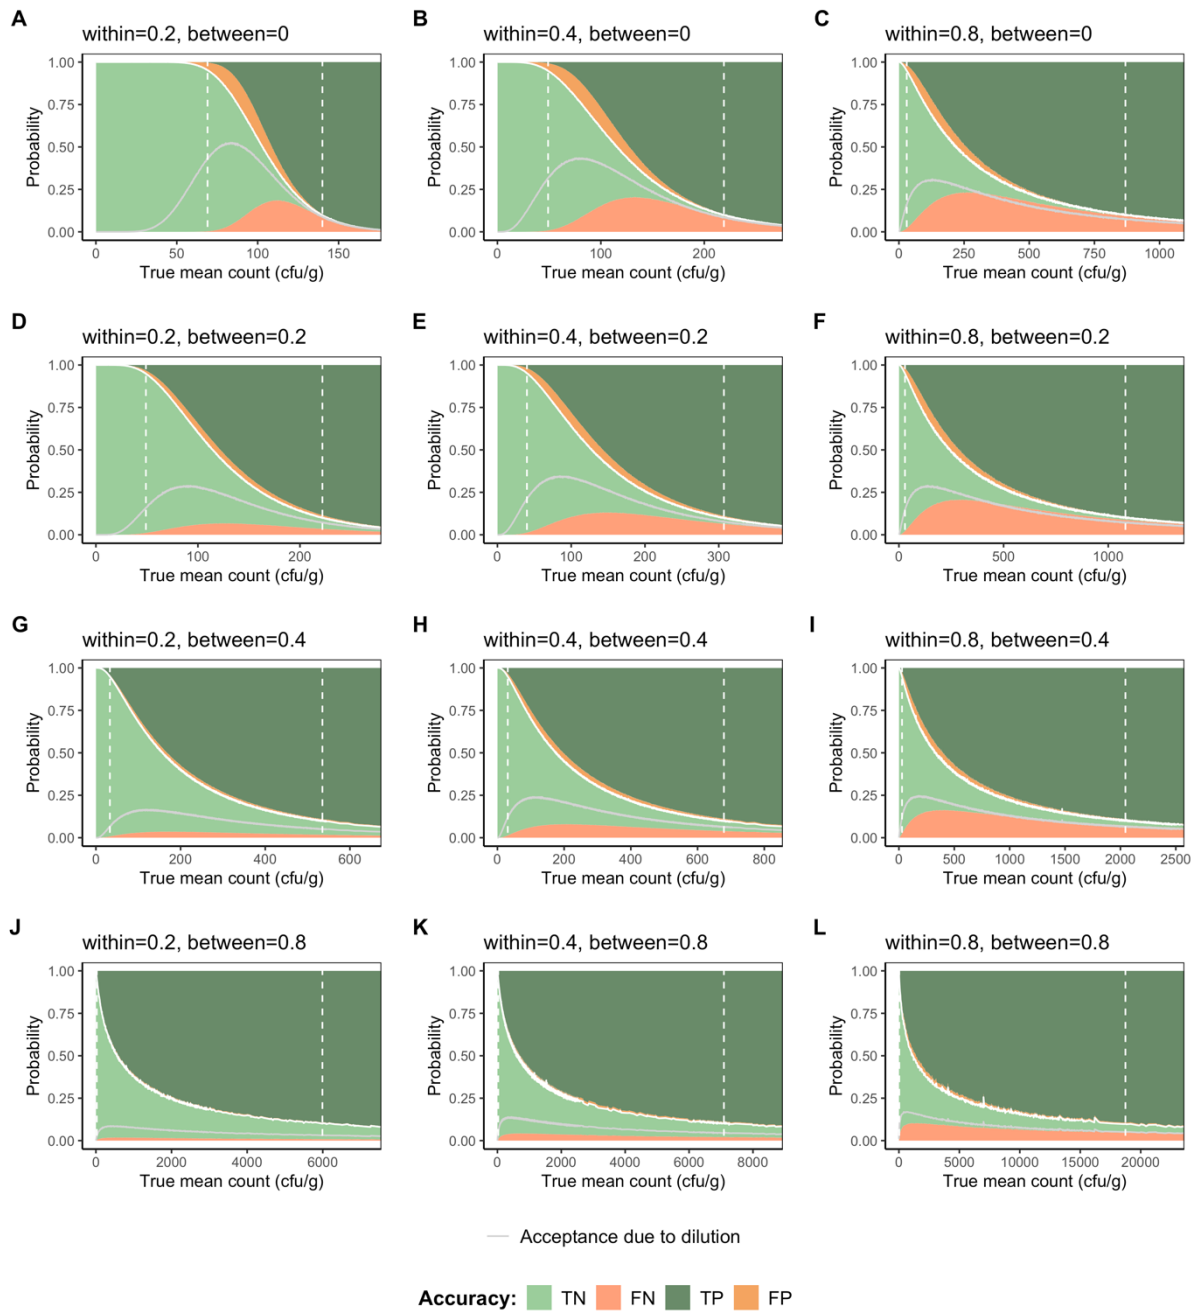 A B C
within=0.2, between=0 within=0.4, between=0 within=0.8, between=0
1.00 1.00 1.00
0.75 0.75 0.75
0.50 0.50 0.50
0.25 0.25 0.25
0.00 0.00 0.00
Probability Probability Probability
0 50 100 150 0 100 200 0 250 500 750 1000
True mean count (cfu/g) True mean count (cfu/g) True mean count (cfu/g)
D E F
within=0.2, between=0.2 within=0.4, between=0.2 within=0.8, between=0.2
1.00 1.00 1.00
0.75 0.75 0.75
0.50 0.50 0.50
0.25 0.25 0.25
0.00 0.00 0.00
Probability Probability Probability
0 100 200 0 100 200 300 0 500 1000
True mean count (cfu/g) True mean count (cfu/g) True mean count (cfu/g)
G H I
within=0.2, between=0.4 within=0.4, between=0.4 within=0.8, between=0.4
1.00 1.00 1.00
0.75 0.75 0.75
0.50 0.50 0.50
0.25 0.25 0.25
0.00 0.00 0.00
Probability Probability Probability
0 200 400 600 0 200 400 600 800 0 500 1000 1500 2000 2500
True mean count (cfu/g) True mean count (cfu/g) True mean count (cfu/g)
J K L
within=0.2, between=0.8 within=0.4, between=0.8 within=0.8, between=0.8
1.00 1.00 1.00
0.75 0.75 0.75
0.50 0.50 0.50
0.25 0.25 0.25
0.00 0.00 0.00
Probability Probability Probability
0 2000 4000 6000 0 2000 4000 6000 8000 0 5000 10000 15000 20000
True mean count (cfu/g) True mean count (cfu/g) True mean count (cfu/g)
Acceptance due to dilution
Accuracy: TN FN TP FP